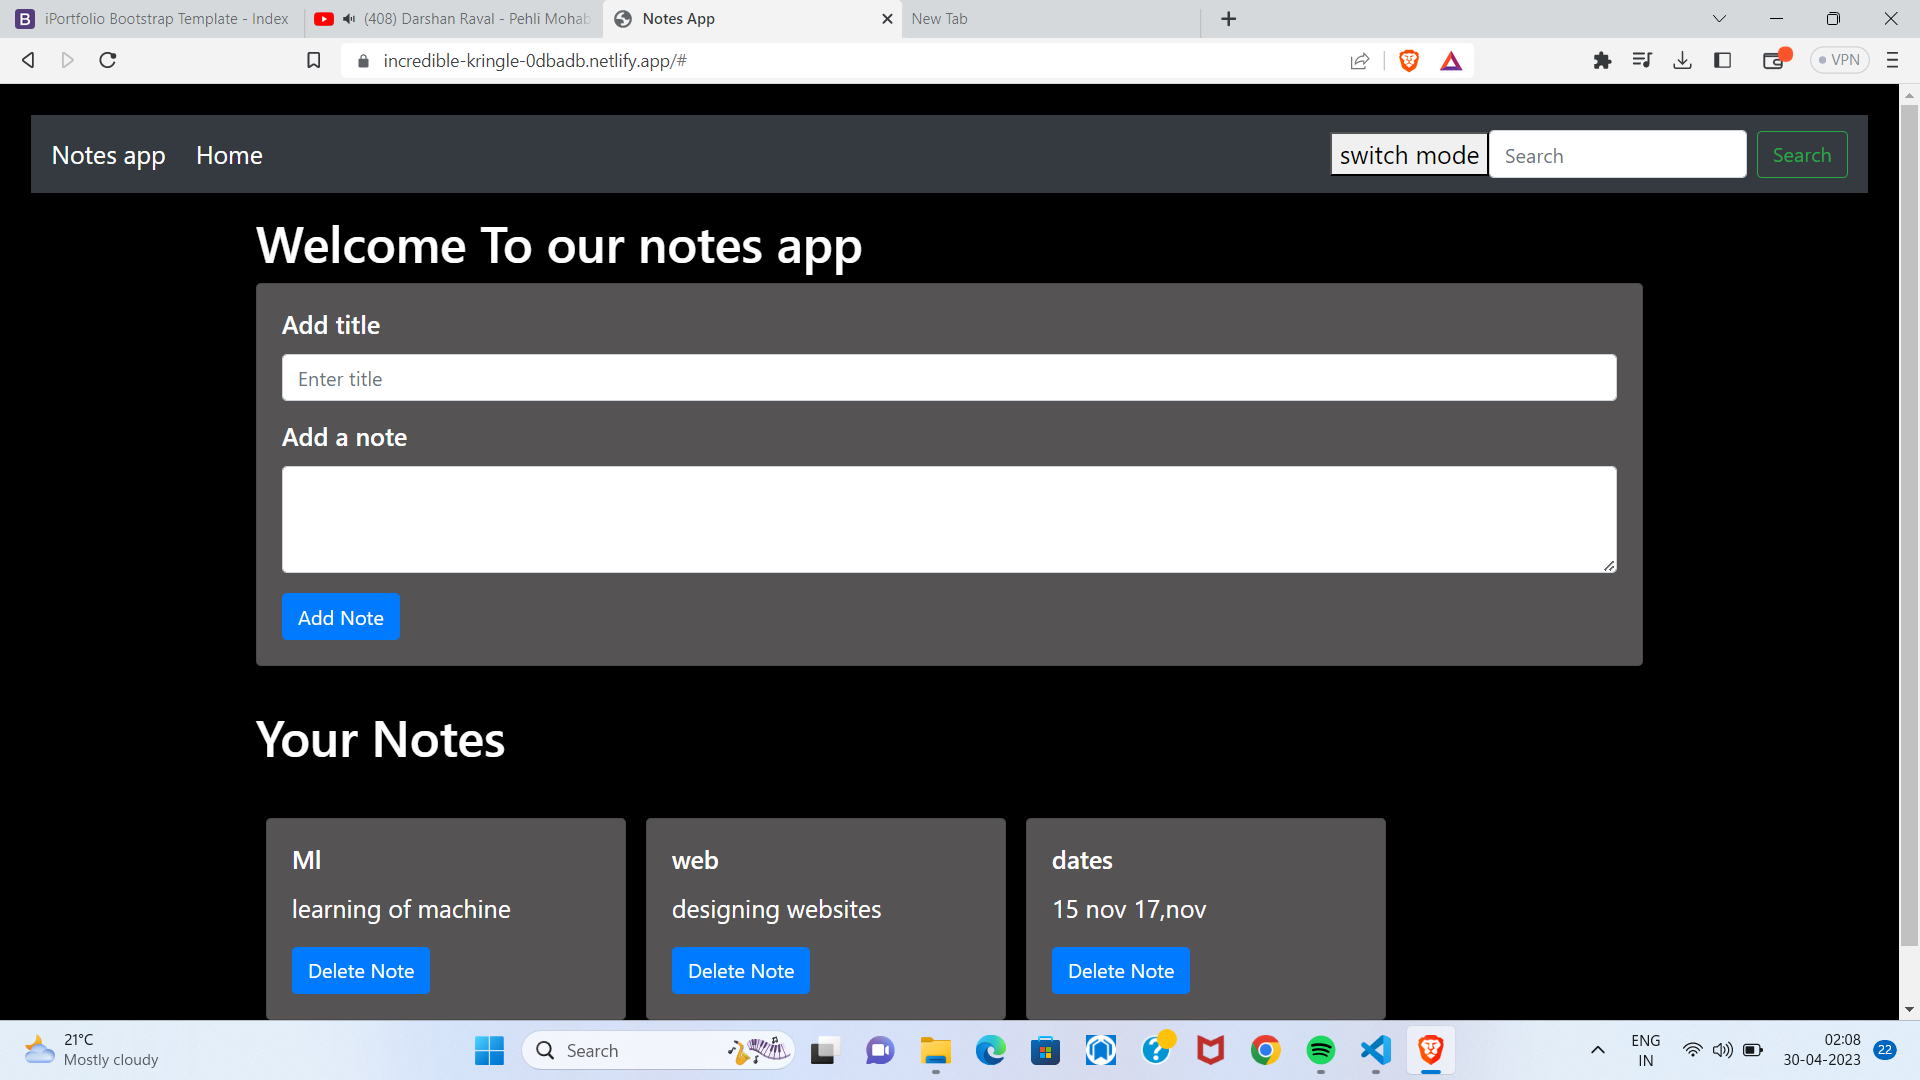 iPortfolio Bootstrap Template - Index
(408) Darshan Raval - Pehli Mohab
Notes App
New Tab
incredible-kringle-0dbadb.netlify.app/#
VPN
Notes app
Home
switch mode
Search
Search
Welcome To our notes app
Add title
Enter title
Add a note
Add Note
Your Notes
Ml
learning of machine
Delete Note
web
designing websites
Delete Note
dates
15 nov 17,nov
Delete Note
21°C
Mostly cloudy
Search
ENG
IN
02:08
30-04-2023
22